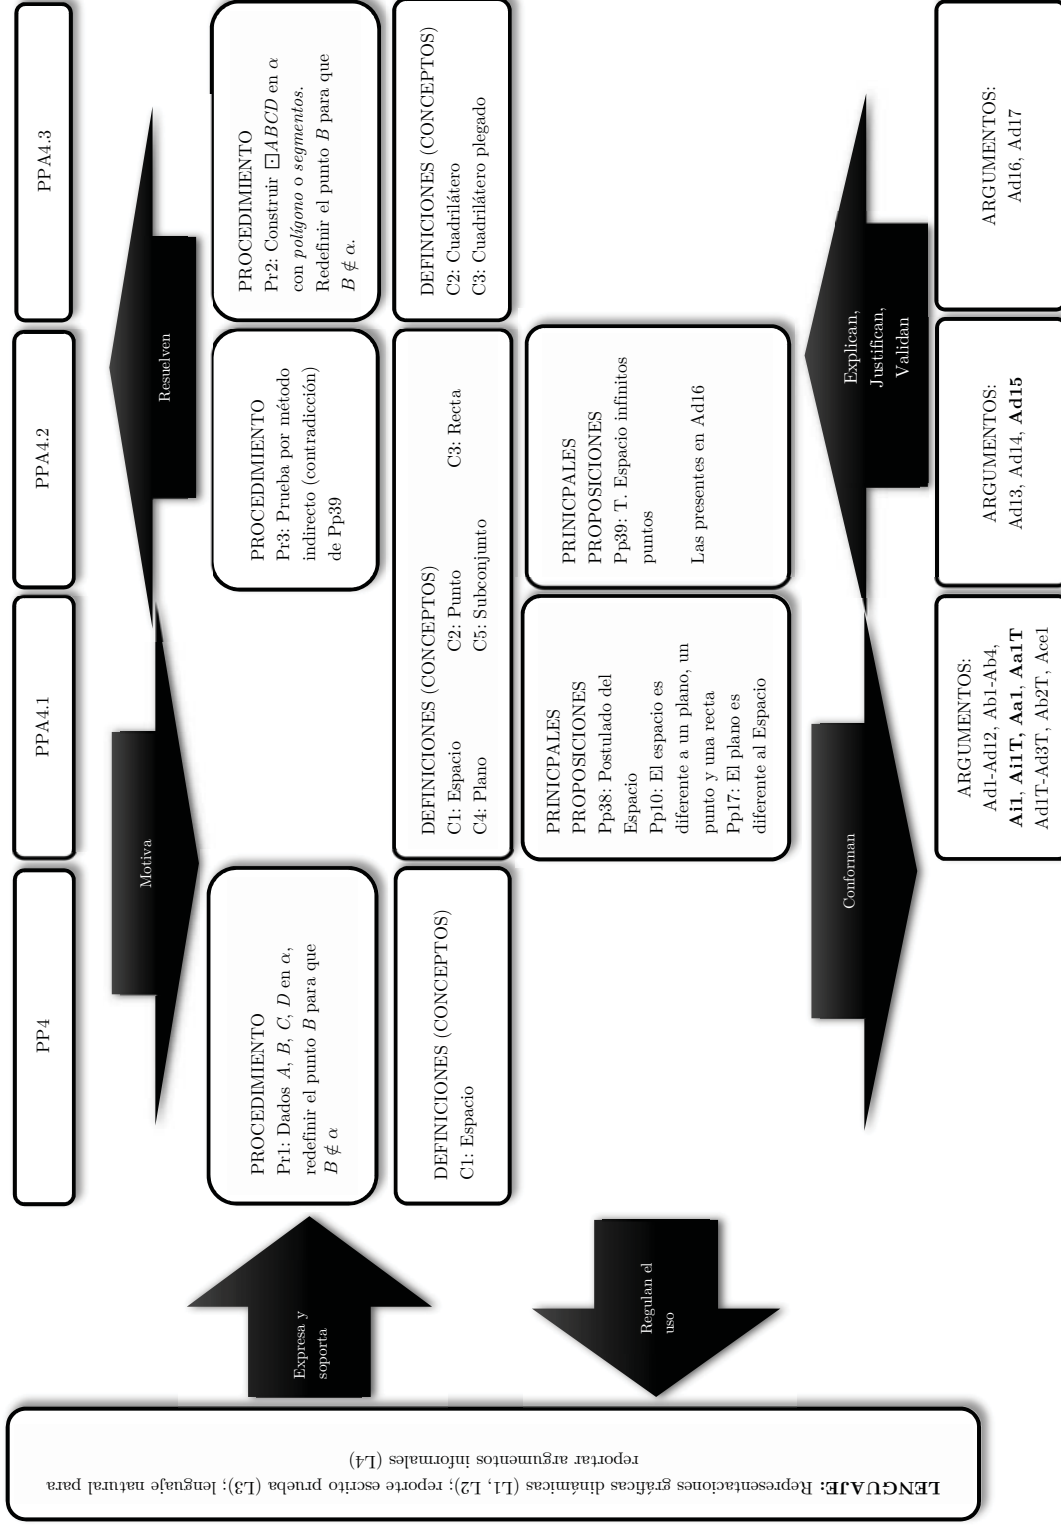 PP4
PPA4.1
PPA4.2
PPA4.3
Motiva
Resuelven
PROCEDIMIENTO
Pr1: Dados A, B, C, D en α,
redefinir el punto B para que
B ∉ α
PROCEDIMIENTO
Pr3: Prueba por método
indirecto (contradicción)
de Pp39
PROCEDIMIENTO
Pr2: Construir ⊡ABCD en α
con polígono o segmentos.
Redefinir el punto B para que
B ∉ α.
DEFINICIONES (CONCEPTOS)
C1: Espacio
DEFINICIONES (CONCEPTOS)
C1: Espacio C2: Punto C3: Recta
C4: Plano C5: Subconjunto
DEFINICIONES (CONCEPTOS)
C2: Cuadrilátero
C3: Cuadrilátero plegado
PRINICPALES
PROPOSICIONES
Pp38: Postulado del
Espacio
Pp10: El espacio es
diferente a un plano, un
punto y una recta
Pp17: El plano es
diferente al Espacio
PRINICPALES
PROPOSICIONES
Pp39: T. Espacio infinitos
puntos
Las presentes en Ad16
Conforman
Explican,
Justifican,
Validan
ARGUMENTOS:
Ad1-Ad12, Ab1-Ab4,
Ai1, Ai1T, Aa1, Aa1T
Ad1T-Ad3T, Ab2T, Ace1
ARGUMENTOS:
Ad13, Ad14, Ad15
ARGUMENTOS:
Ad16, Ad17
Expresa y
soporta
Regulan el
uso
LENGUAJE: Representaciones gráficas dinámicas (L1, L2); reporte escrito prueba (L3); lenguaje natural para
reportar argumentos informales (L4)